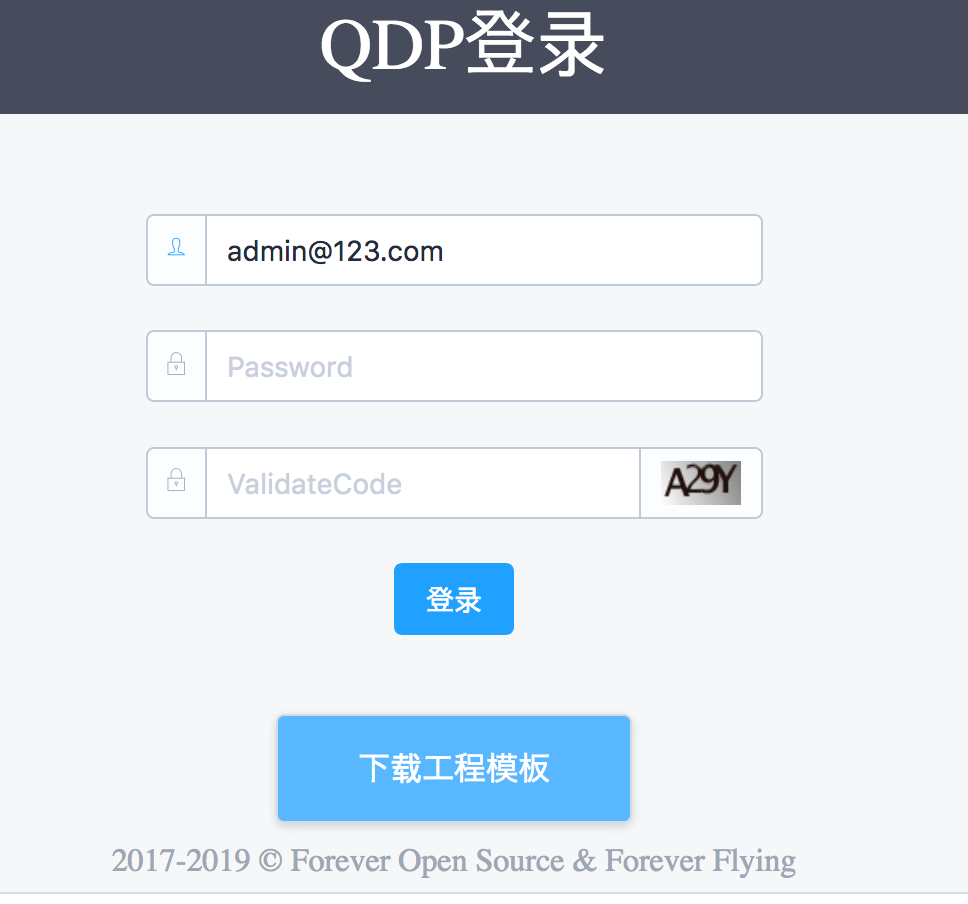 QDP登录
admin@123.com
Password
ValidateCode
A29Y
登录
下载工程模板
2017-2019 © Forever Open Source & Forever Flying